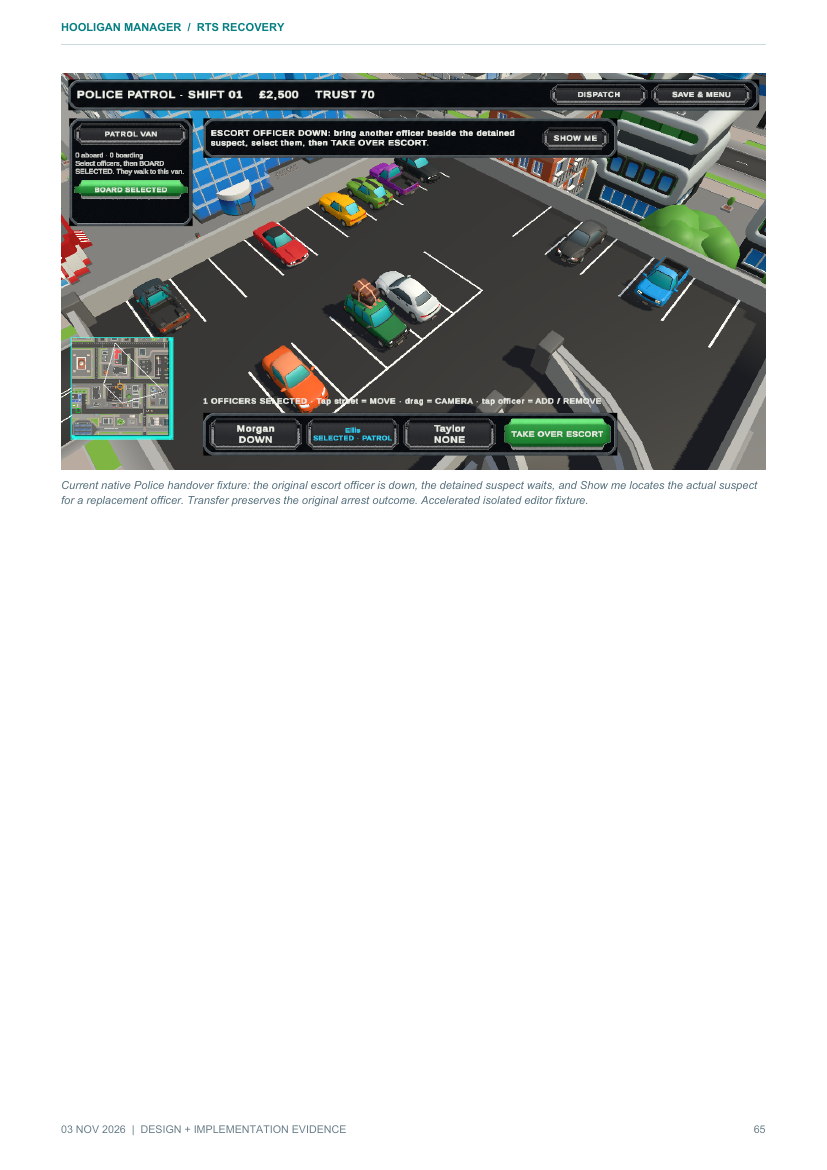 HOOLIGAN MANAGER / RTS RECOVERY
POLICE PATROL · SHIFT 01 £2,500 TRUST 70
DISPATCH
SAVE & MENU
PATROL VAN
0 aboard · 0 boarding
Select officers, then BOARD
SELECTED. They walk to this van.
BOARD SELECTED
ESCORT OFFICER DOWN: bring another officer beside the detained
suspect, select them, then TAKE OVER ESCORT.
SHOW ME
1 OFFICERS SELECTED · Tap street = MOVE · drag = CAMERA · tap officer = ADD / REMOVE
Morgan
DOWN
Ellis
SELECTED · PATROL
Taylor
NONE
TAKE OVER ESCORT
Current native Police handover fixture: the original escort officer is down, the detained suspect waits, and Show me locates the actual suspect
for a replacement officer. Transfer preserves the original arrest outcome. Accelerated isolated editor fixture.
03 NOV 2026 | DESIGN + IMPLEMENTATION EVIDENCE
65